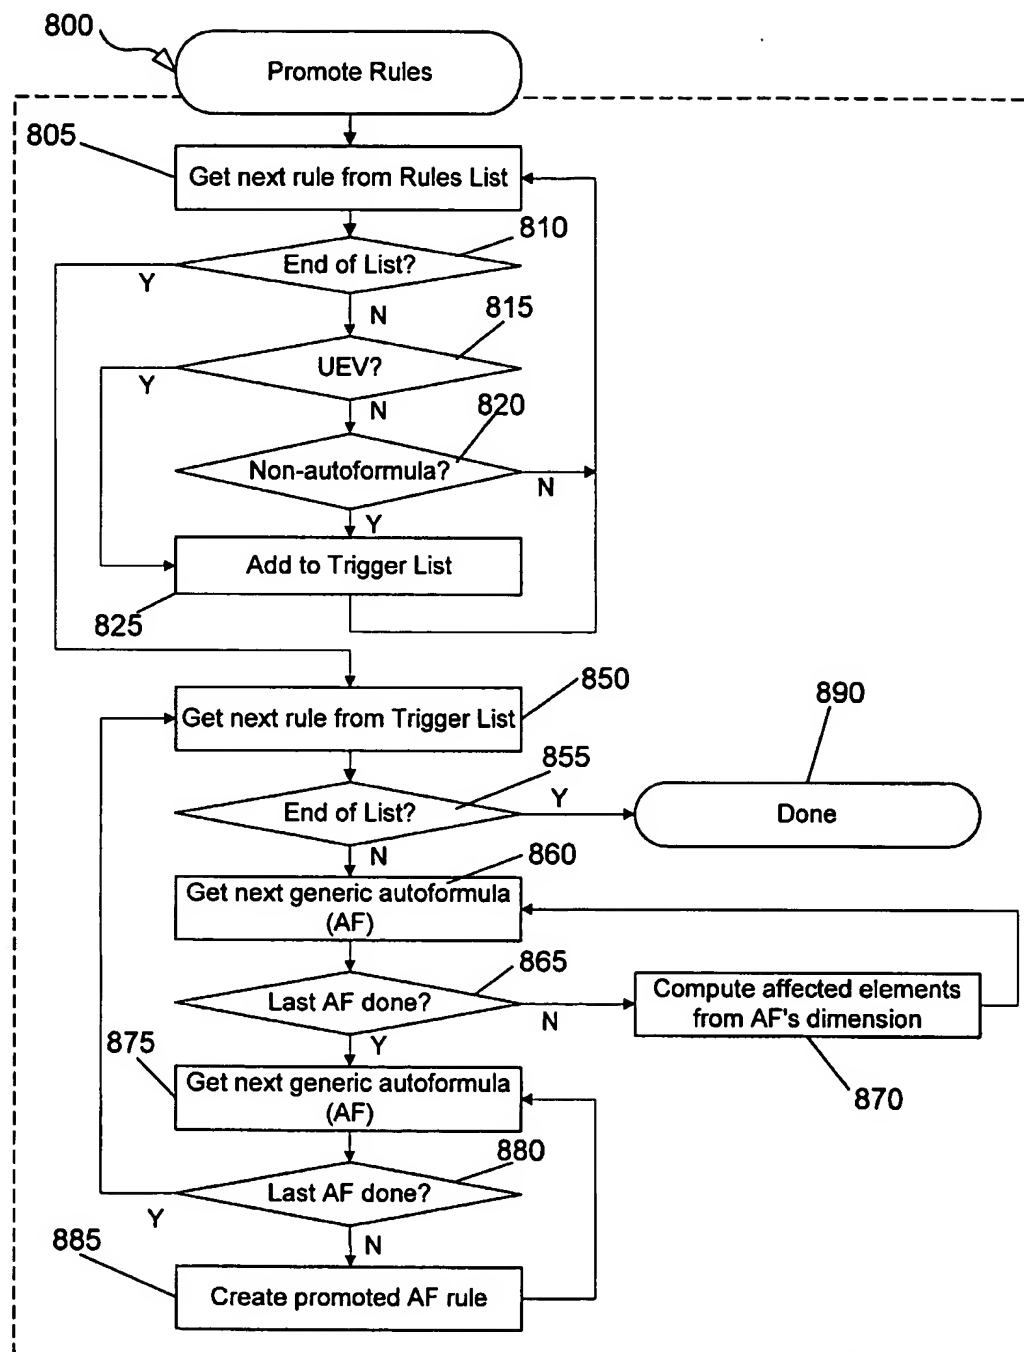 800
Promote Rules
805
Get next rule from Rules List
810
End of List?
Y
N
815
UEV?
Y
N
820
Non-autoformula?
N
Y
Add to Trigger List
825
850
Get next rule from Trigger List
890
855
End of List?
Y
Done
N
860
Get next generic autoformula
(AF)
865
Last AF done?
N
Compute affected elements
from AF's dimension
Y
870
875
Get next generic autoformula
(AF)
880
Last AF done?
Y
N
885
Create promoted AF rule